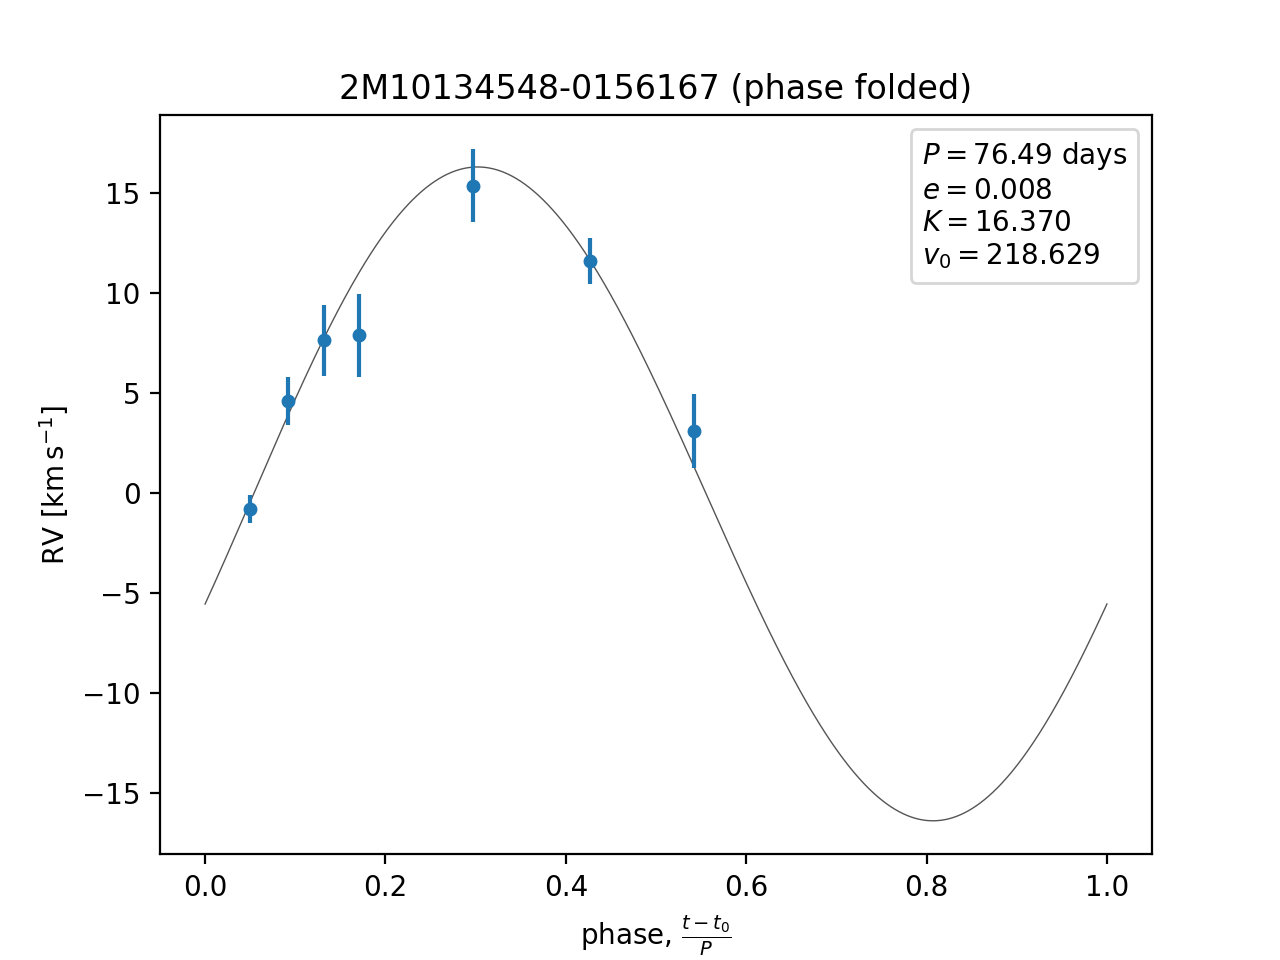 2M10134548-0156167 (phase folded)
P = 76.49 days
e = 0.008
K = 16.370
v₀ = 218.629
RV [km s⁻¹]
15
10
5
0
−5
−10
−15
0.0 0.2 0.4 0.6 0.8 1.0
phase, (t − t₀)/P